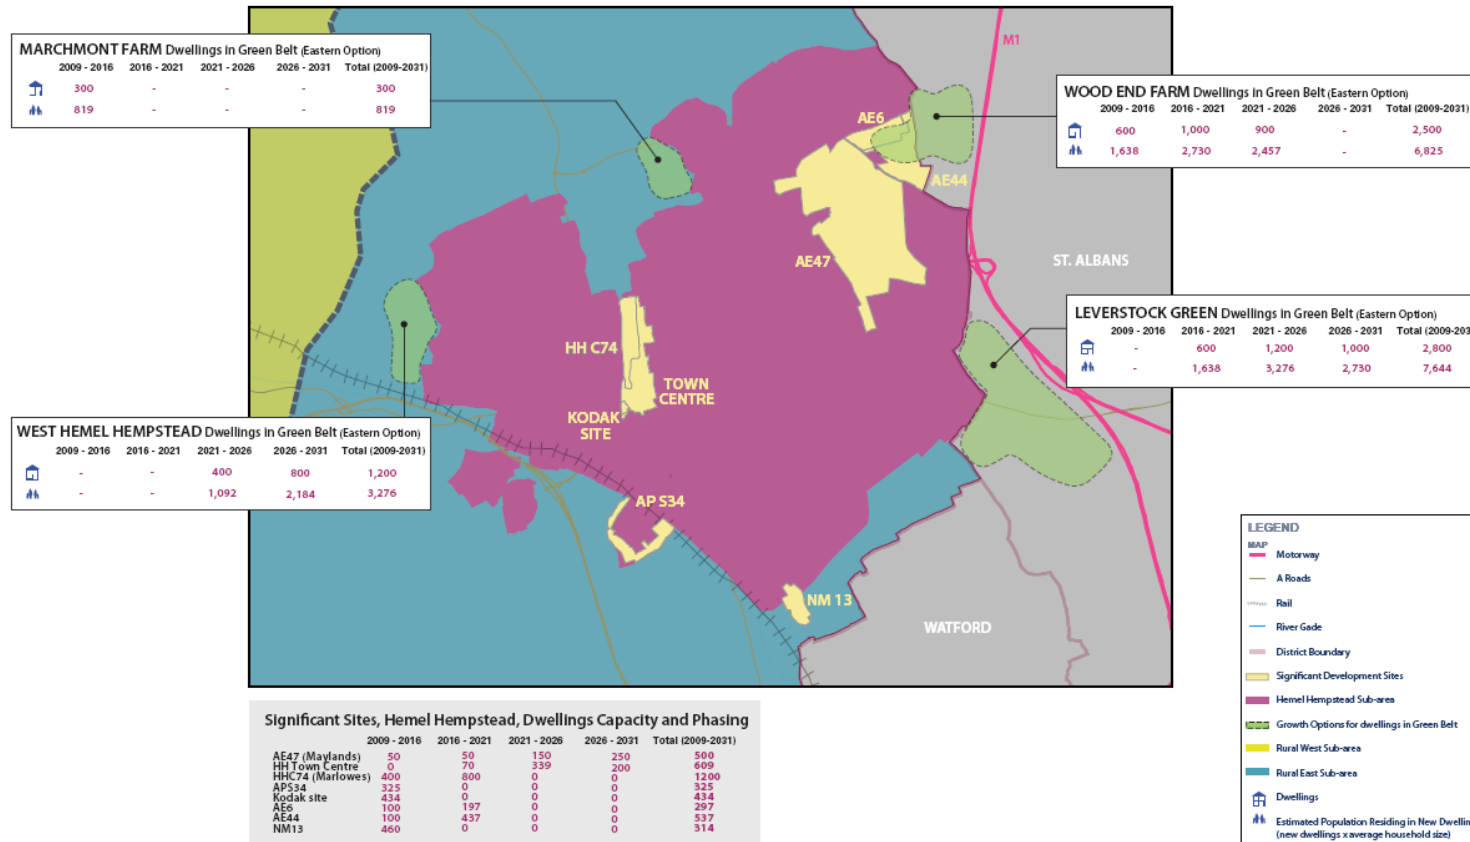 MARCHMONT FARM Dwellings in Green Belt (Eastern Option)
2009 - 2016 2016 - 2021 2021 - 2026 2026 - 2031 Total (2009-2031)
300 - - - 300
819 - - - 819
WOOD END FARM Dwellings in Green Belt (Eastern Option)
2009 - 2016 2016 - 2021 2021 - 2026 2026 - 2031 Total (2009-2031)
600 1,000 900 - 2,500
1,638 2,730 2,457 - 6,825
LEVERSTOCK GREEN Dwellings in Green Belt (Eastern Option)
2009 - 2016 2016 - 2021 2021 - 2026 2026 - 2031 Total (2009-203
- 600 1,200 1,000 2,800
- 1,638 3,276 2,730 7,644
WEST HEMEL HEMPSTEAD Dwellings in Green Belt (Eastern Option)
2009 - 2016 2016 - 2021 2021 - 2026 2026 - 2031 Total (2009-2031)
- - 400 800 1,200
- - 1,092 2,184 3,276
M1
AE6
AE44
AE47
ST. ALBANS
HH C74
TOWN
CENTRE
KODAK
SITE
AP S34
NM 13
WATFORD
Significant Sites, Hemel Hempstead, Dwellings Capacity and Phasing
2009 - 2016 2016 - 2021 2021 - 2026 2026 - 2031 Total (2009-2031)
AE47 (Maylands) 50 50 150 250 500
HH Town Centre 0 70 339 200 609
HHC74 (Marlowes) 400 800 0 0 1200
APS34 325 0 0 0 325
Kodak site 434 0 0 0 434
AE6 100 197 0 0 297
AE44 100 437 0 0 537
NM13 460 0 0 0 314
LEGEND
MAP
Motorway
A Roads
Rail
River Gade
District Boundary
Significant Development Sites
Hemel Hempstead Sub-area
Growth Options for dwellings in Green Belt
Rural West Sub-area
Rural East Sub-area
Dwellings
Estimated Population Residing in New Dwellin
(new dwellings x average household size)